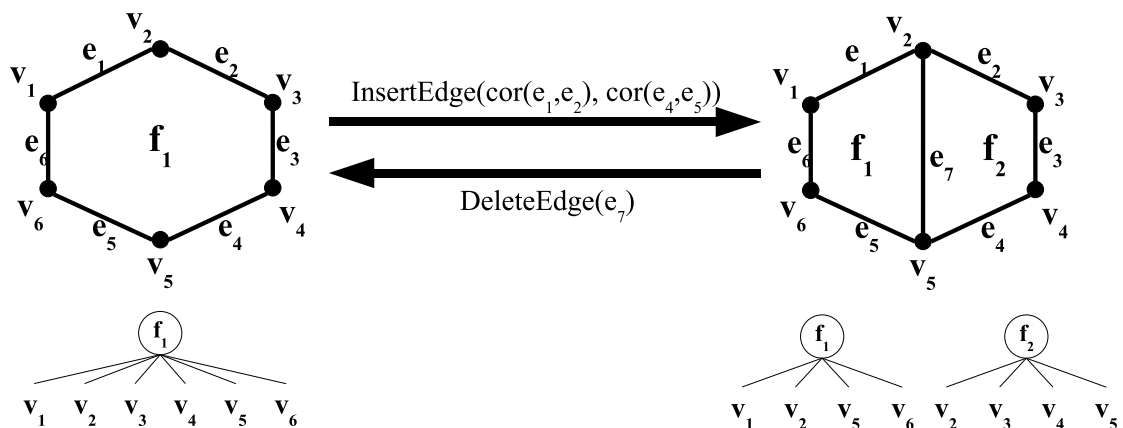 v₂ v₂
e₁ e₂ e₁ e₂
v₁ v₃ InsertEdge(cor(e₁,e₂), cor(e₄,e₅)) v₁ v₃
e₆ f₁ e₃ e₆ f₁ e₇ f₂ e₃
v₆ v₄ DeleteEdge(e₇) v₆ v₄
e₅ e₄ e₅ e₄
v₅ v₅
f₁ f₁ f₂
v₁ v₂ v₃ v₄ v₅ v₆ v₁ v₂ v₅ v₆ v₂ v₃ v₄ v₅